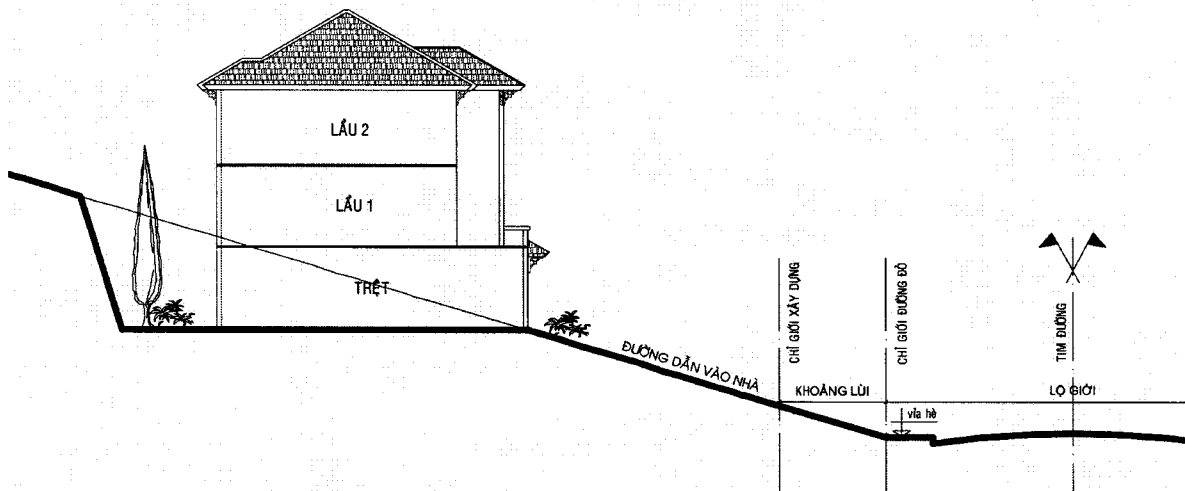 LẦU 2
LẦU 1
TRỆT
ĐƯỜNG DẪN VÀO NHÀ
CHỈ GIỚI XÂY DỰNG
CHỈ GIỚI ĐƯỜNG ĐỎ
TIM ĐƯỜNG
KHOẢNG LÙI
LỘ GIỚI
vỉa hè